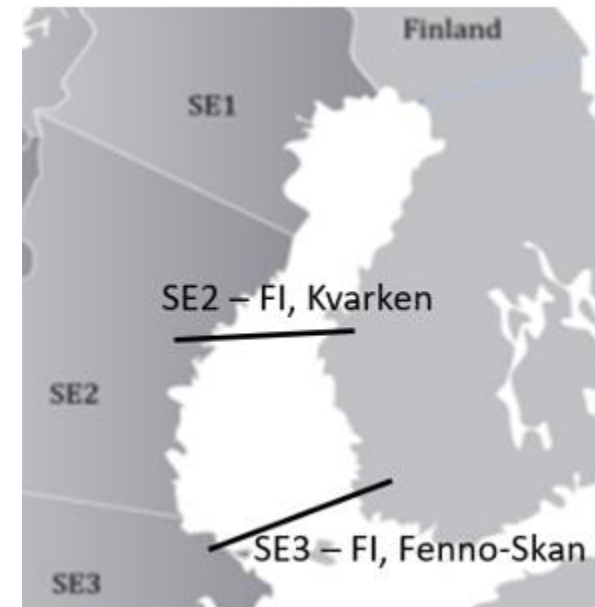 Finland
SE1
SE2 – FI, Kvarken
SE2
SE3 – FI, Fenno-Skan
SE3